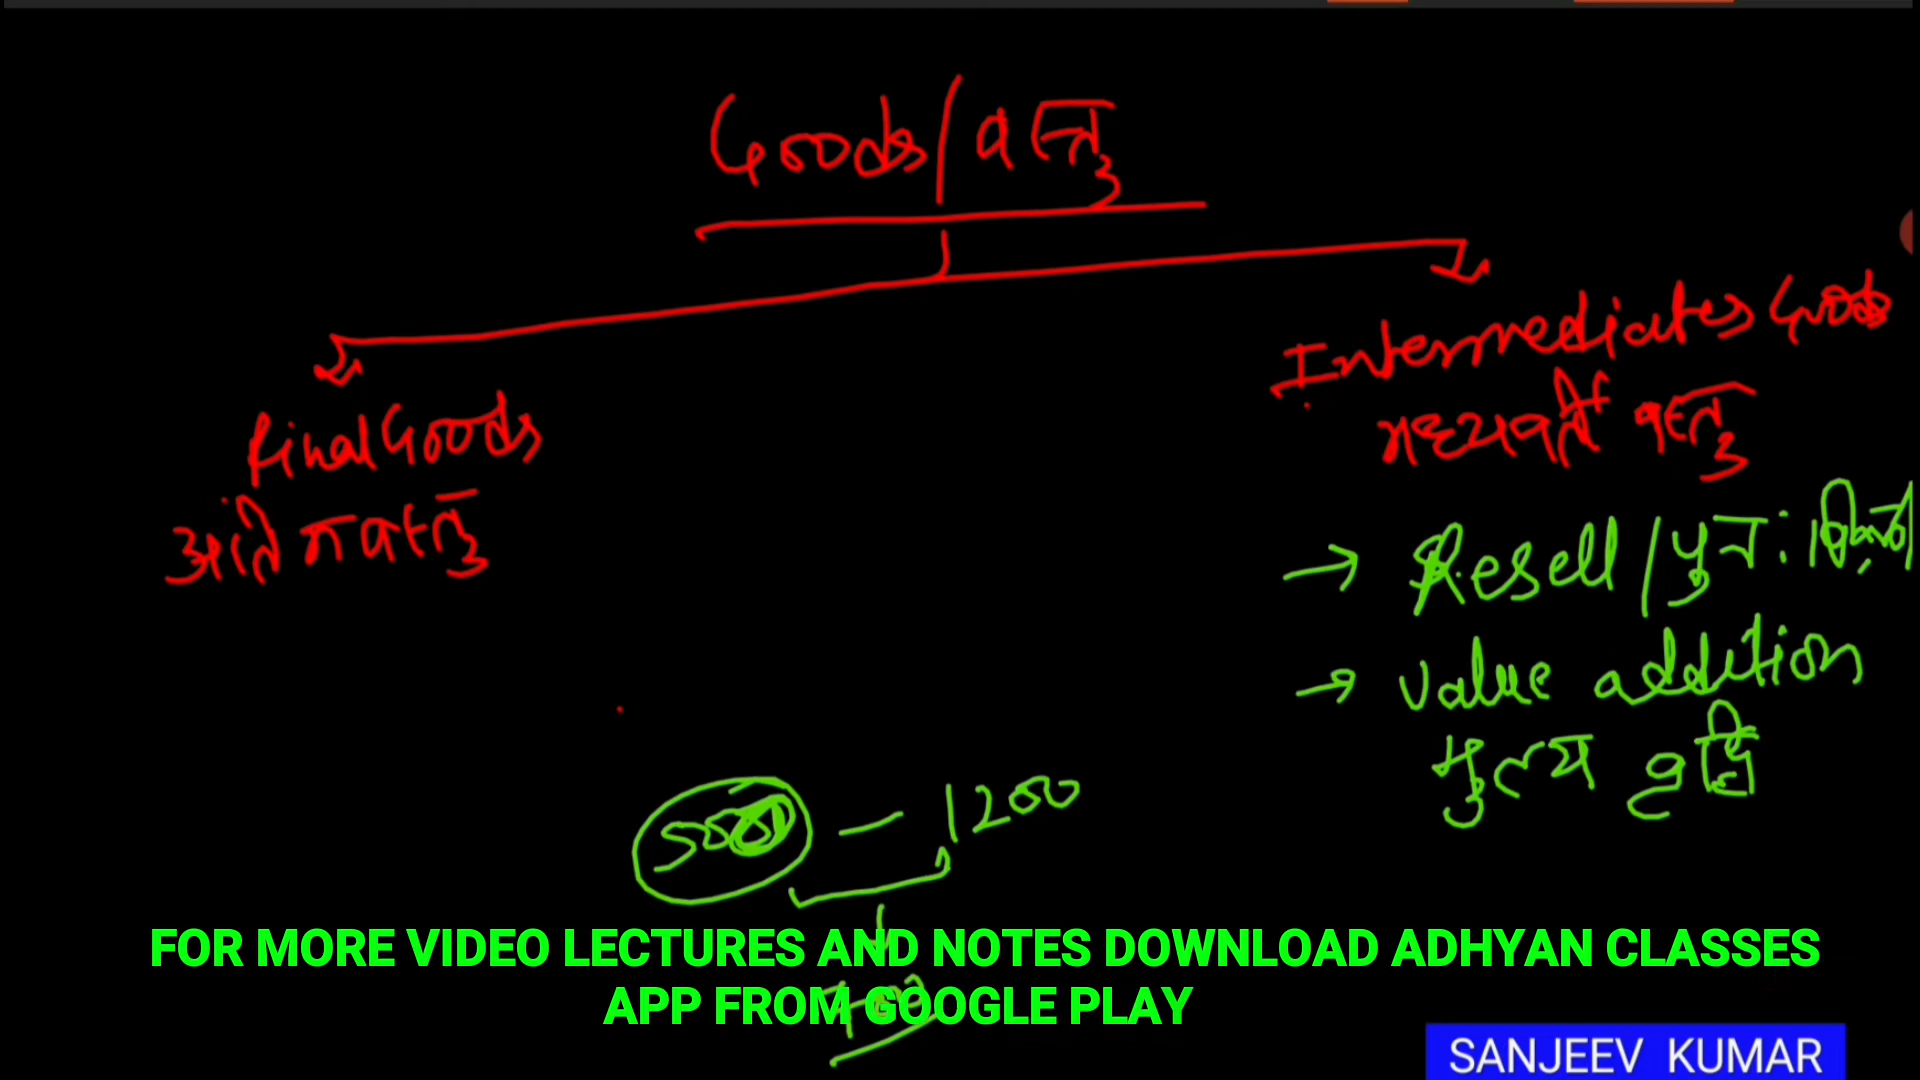 Goods/वस्तु
Final Goods
अंतिम वस्तु
Intermediates Goods
मध्यवर्ती वस्तु
→ Resell/पुनः
→ value addition
मुल्य वृद्धि
500 — 1200
700
FOR MORE VIDEO LECTURES AND NOTES DOWNLOAD ADHYAN CLASSES
APP FROM GOOGLE PLAY
SANJEEV KUMAR